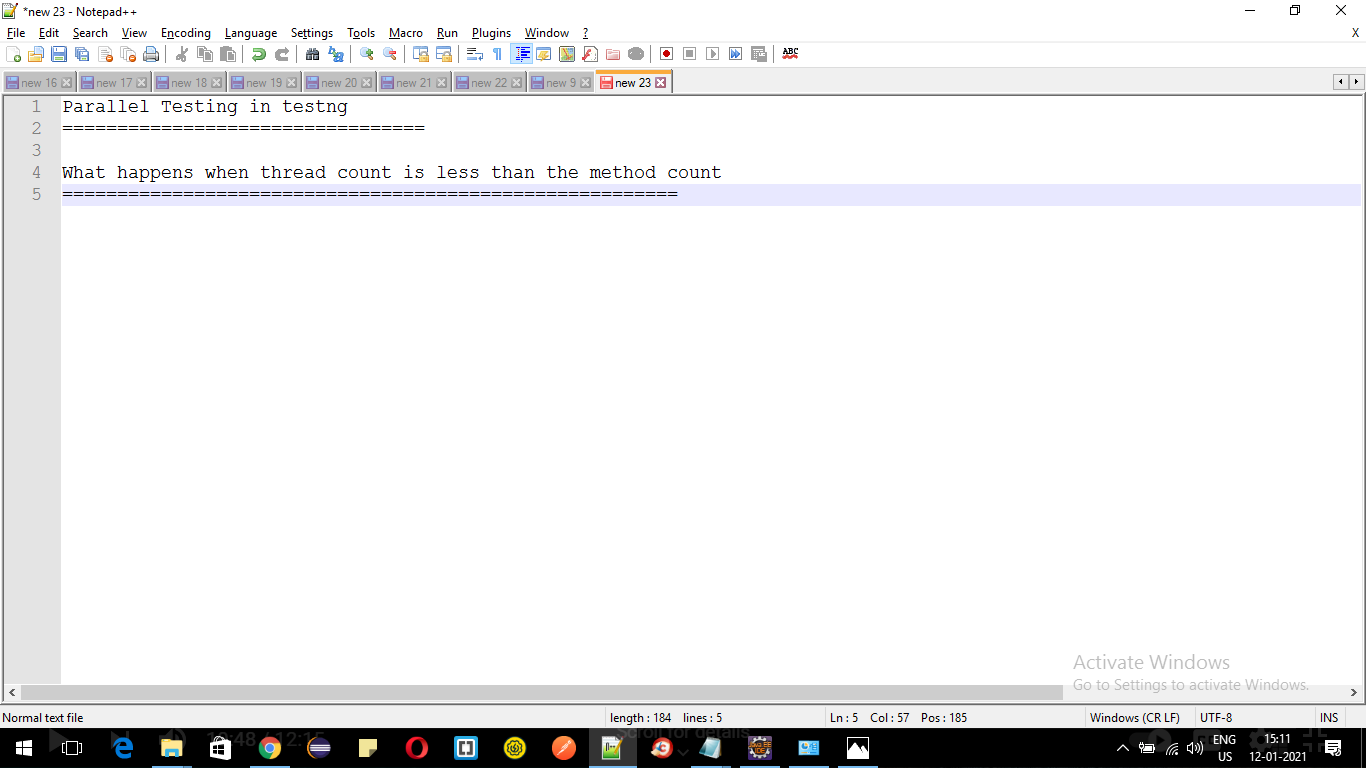 *new 23 - Notepad++
File Edit Search View Encoding Language Settings Tools Macro Run Plugins Window ? X
ABC
new 16 new 17 new 18 new 19 new 20 new 21 new 22 new 9 new 23
1 Parallel Testing in testng
2 =================================
3
4 What happens when thread count is less than the method count
5 ========================================================
Activate Windows
Go to Settings to activate Windows.
Normal text file length : 184 lines : 5 Ln : 5 Col : 57 Pos : 185 Windows (CR LF) UTF-8 INS
Scroll for details
ENG 15:11
US 12-01-2021